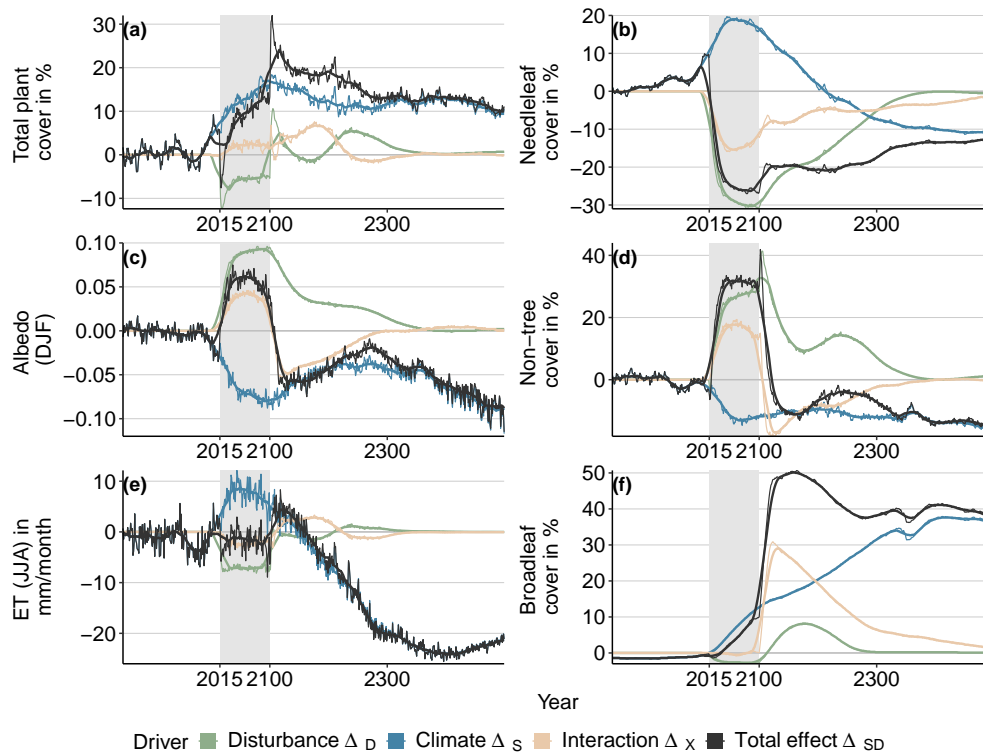 (a)
Total plant
cover in %
30
20
10
0
−10
2015 2100 2300
(b)
Needleleaf
cover in %
20
10
0
−10
−20
−30
2015 2100 2300
(c)
Albedo
(DJF)
0.10
0.05
0.00
−0.05
−0.10
2015 2100 2300
(d)
Non−tree
cover in %
40
20
0
2015 2100 2300
(e)
ET (JJA) in
mm/month
10
0
−10
−20
2015 2100 2300
(f)
Broadleaf
cover in %
50
40
30
20
10
0
2015 2100 2300
Year
Driver Disturbance Δ D Climate Δ S Interaction Δ X Total effect Δ SD